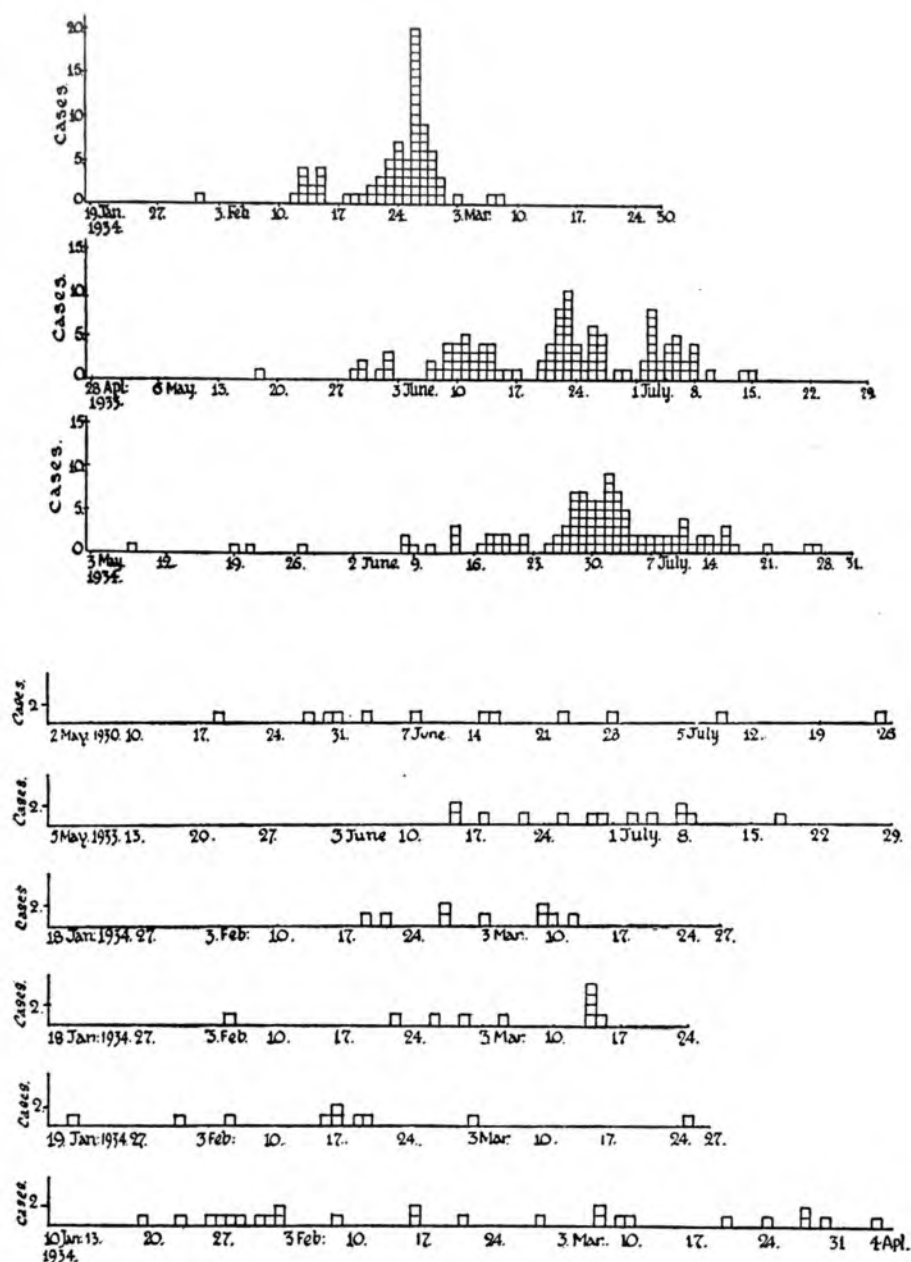 20
15
10
5
0
Cases.
19 Jan. 27. 3. Feb. 10. 17. 24. 3. Mar. 10. 17. 24. 30.
1934.
15
10
5
0
Cases.
28 Apl: 6 May. 13. 20. 27. 3 June. 10. 17. 24. 1 July. 8. 15. 22. 29.
1933.
15
10
5
0
Cases.
3 May. 12. 19. 26. 2 June. 9. 16. 23. 30. 7 July. 14. 21. 28. 31.
1934.
Cases.
2.
2 May. 1930. 10. 17. 24. 31. 7 June. 14 21. 28 5 July 12. 19 26
Cases.
2.
5 May. 1933. 13. 20. 27. 3 June 10. 17. 24. 1 July. 8. 15. 22 29.
Cases
2.
18 Jan: 1934. 27. 3. Feb: 10. 17. 24. 3 Mar. 10. 17. 24. 27.
Cases.
2.
18 Jan: 1934. 27. 3. Feb. 10. 17. 24. 3 Mar. 10. 17 24.
Cases.
2.
19. Jan: 1934. 27. 3 Feb: 10. 17. 24. 3 Mar. 10. 17. 24. 27.
Cases.
2.
10 Jan: 13. 20. 27. 3 Feb: 10. 17. 24. 3. Mar. 10. 17. 24. 31 4 Apl.
1934.